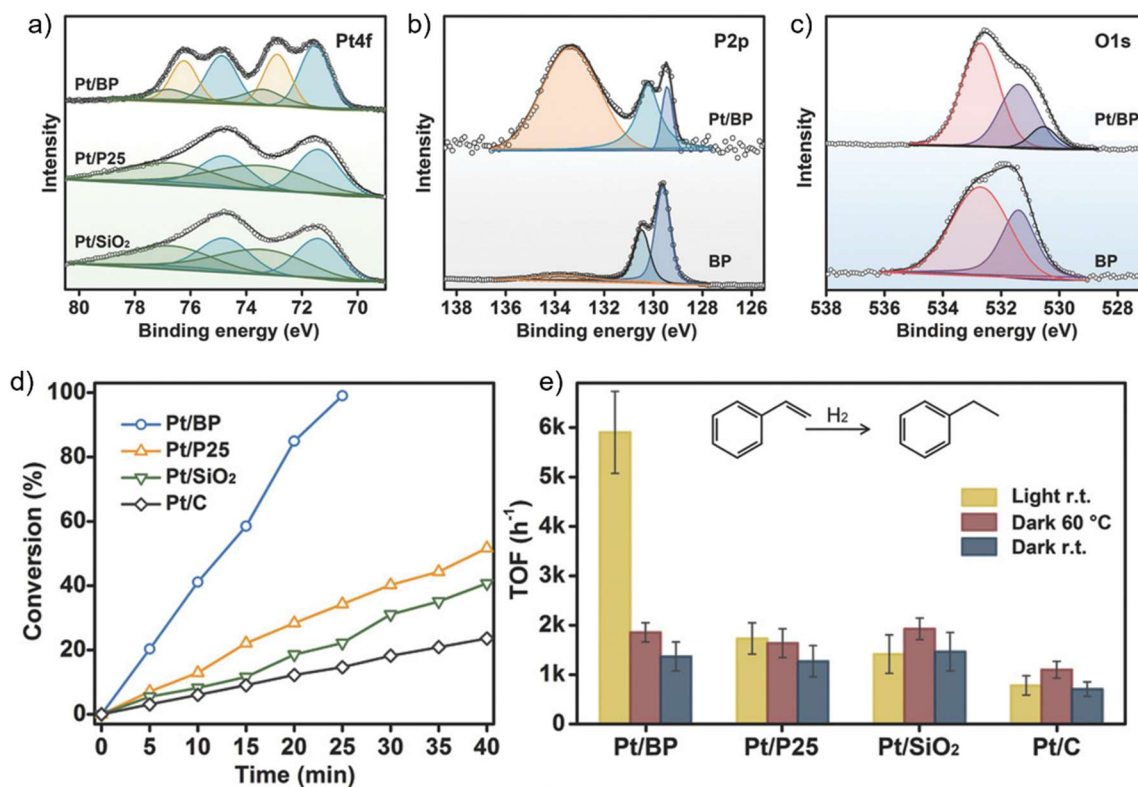 a)
Pt4f
Pt/BP
Pt/P25
Pt/SiO₂
Intensity
80 78 76 74 72 70
Binding energy (eV)
b)
P2p
Pt/BP
BP
Intensity
138 136 134 132 130 128 126
Binding energy (eV)
c)
O1s
Pt/BP
BP
Intensity
538 536 534 532 530 528
Binding energy (eV)
d)
100
80
60
40
20
0
Conversion (%)
Pt/BP
Pt/P25
Pt/SiO₂
Pt/C
0 5 10 15 20 25 30 35 40
Time (min)
e)
H₂
6k
5k
4k
3k
2k
1k
0
TOF (h⁻¹)
Light r.t.
Dark 60 °C
Dark r.t.
Pt/BP Pt/P25 Pt/SiO₂ Pt/C